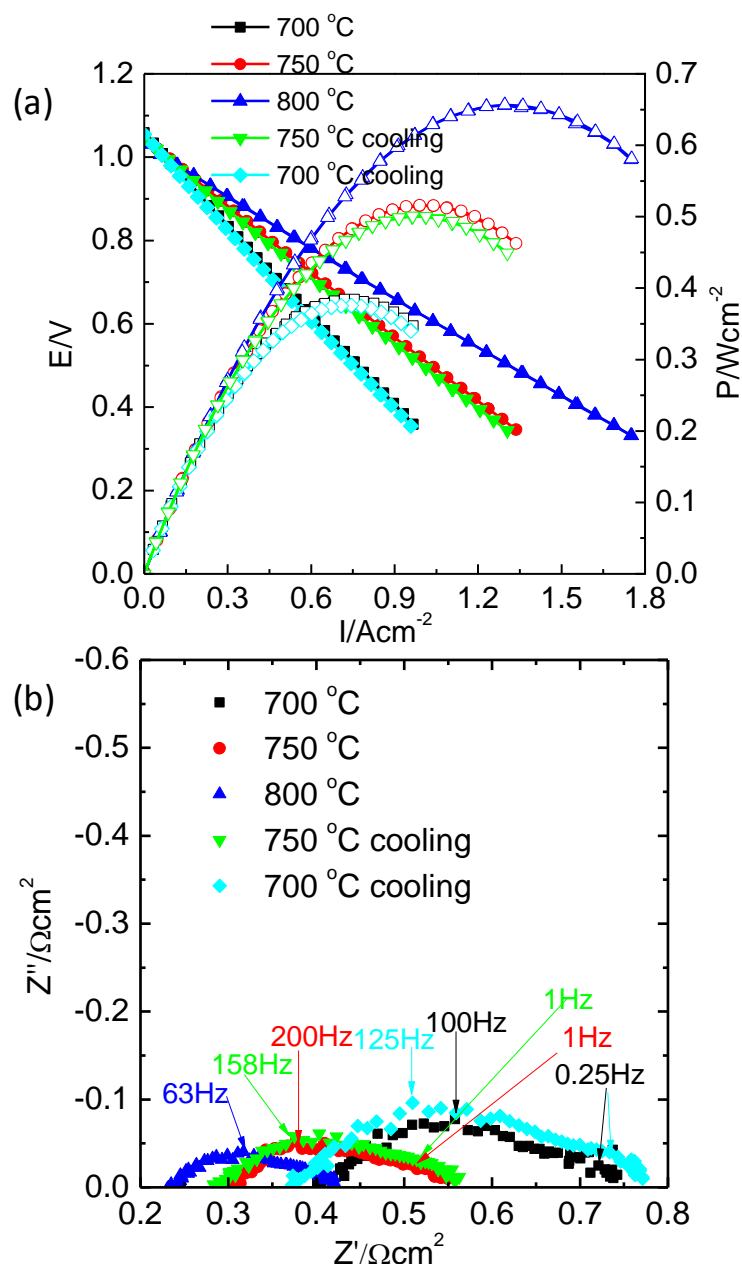 (a)
700 °C
750 °C
800 °C
750 °C cooling
700 °C cooling
1.2
1.0
0.8
0.6
0.4
0.2
0.0
E/V
0.7
0.6
0.5
0.4
0.3
0.2
0.1
0.0
P/Wcm⁻²
0.0 0.3 0.6 0.9 1.2 1.5 1.8
I/Acm⁻²
(b)
700 °C
750 °C
800 °C
750 °C cooling
700 °C cooling
-0.6
-0.5
-0.4
-0.3
-0.2
-0.1
0.0
Z''/Ωcm²
1Hz
200Hz 125Hz 100Hz 1Hz
158Hz
0.25Hz
63Hz
0.2 0.3 0.4 0.5 0.6 0.7 0.8
Z'/Ωcm²